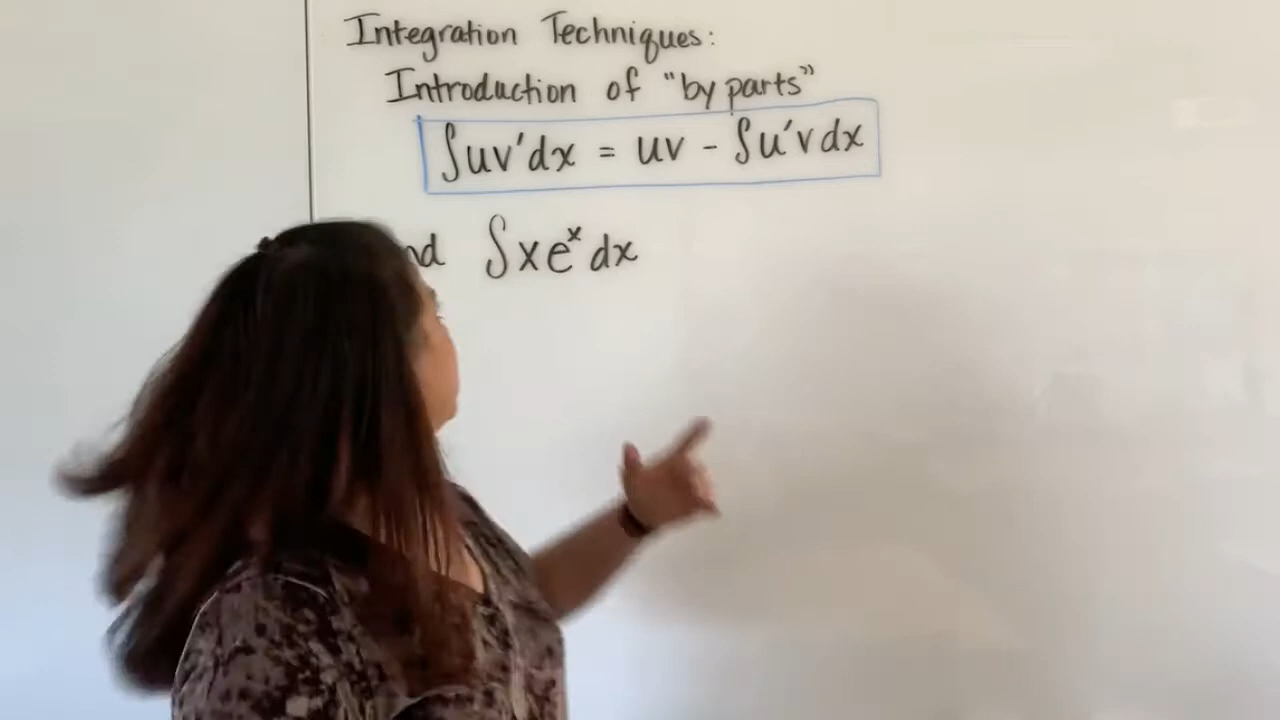 Integration Techniques:
Introduction of "by parts"
∫uv'dx = uv - ∫u'vdx
∫xeˣdx